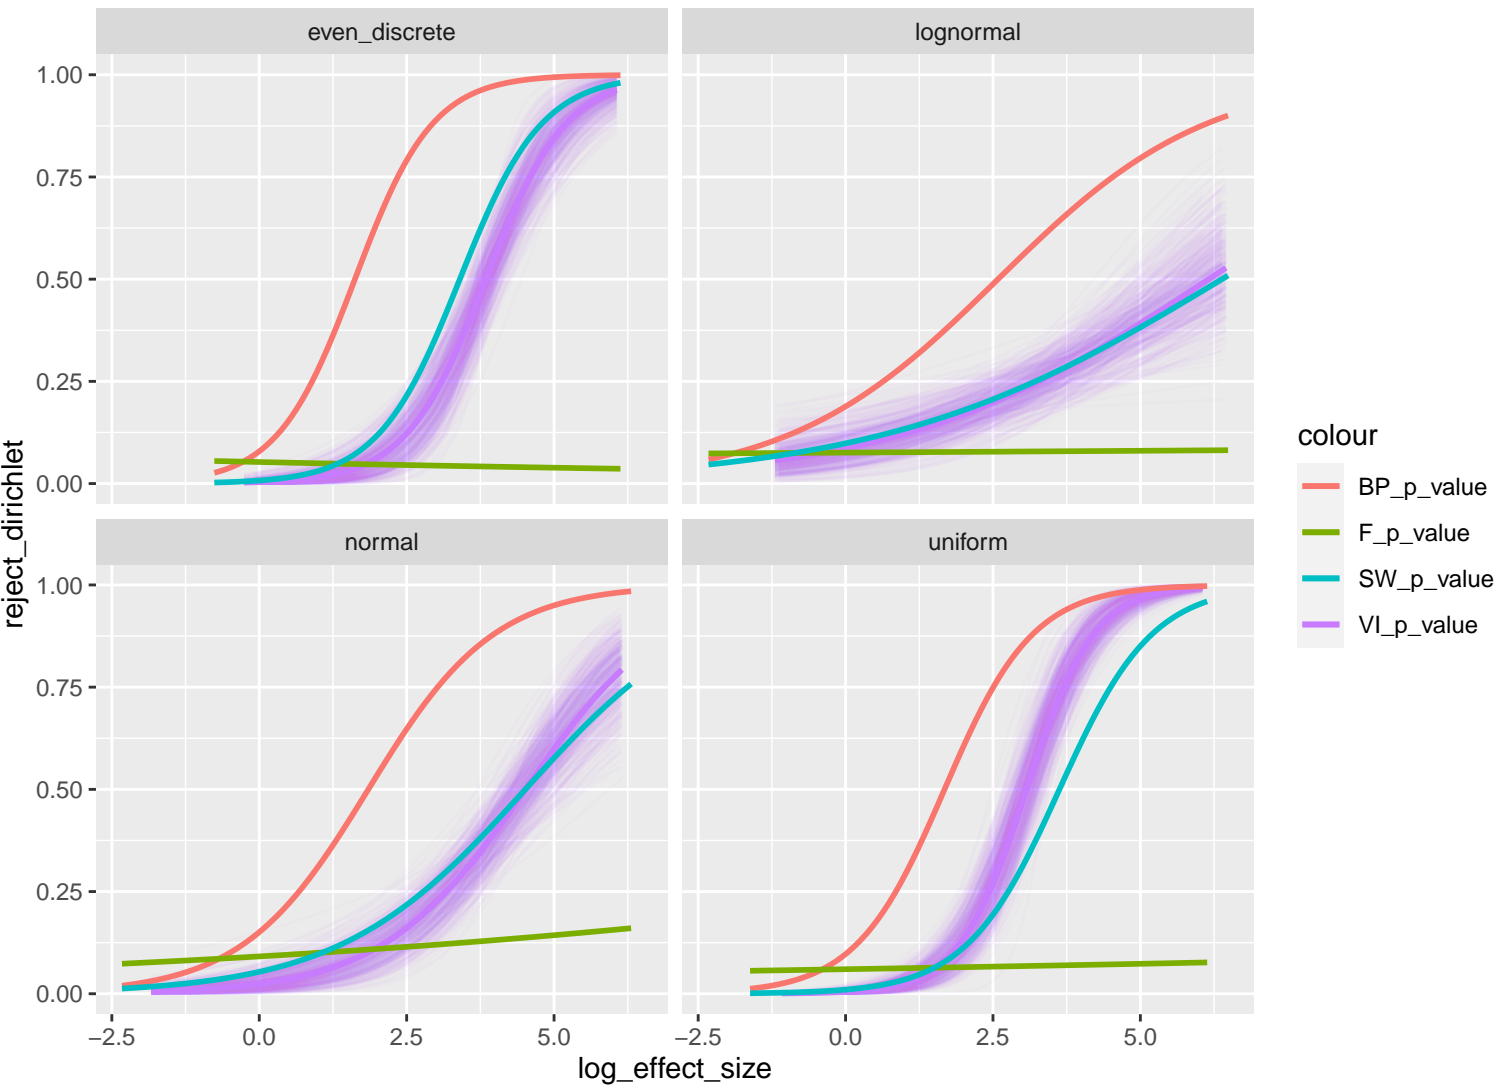 even_discrete
lognormal
1.00
0.75
0.50
0.25
0.00
normal
uniform
1.00
0.75
0.50
0.25
0.00
−2.5
0.0
2.5
5.0
−2.5
0.0
2.5
5.0
log_effect_size
reject_dirichlet
colour
BP_p_value
F_p_value
SW_p_value
VI_p_value